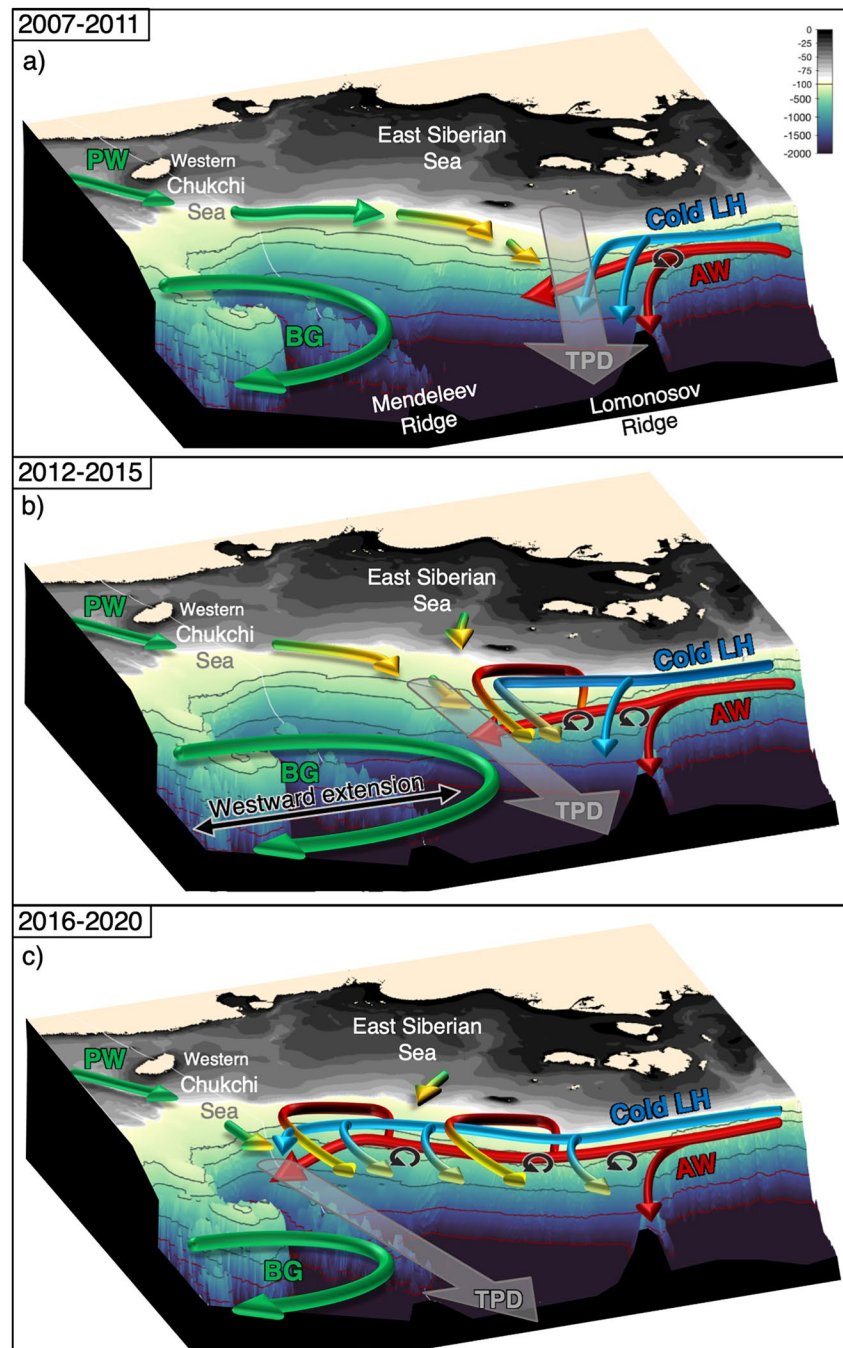 2007-2011
a)
0
-25
-50
-75
-100
-500
-1000
-1500
-2000
East Siberian
Sea
PW
Western
Chukchi
Sea
Cold LH
AW
BG
TPD
Mendeleev
Ridge
Lomonosov
Ridge
2012-2015
b)
East Siberian
Sea
PW
Western
Chukchi
Sea
Cold LH
AW
BG
Westward extension
TPD
2016-2020
c)
East Siberian
Sea
PW
Western
Chukchi
Sea
Cold LH
AW
BG
TPD